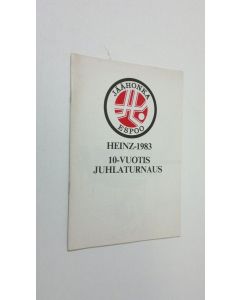 JÄÄHONKA
ESPOO
HEINZ-1983
10-VUOTIS
JUHLATURNAUS